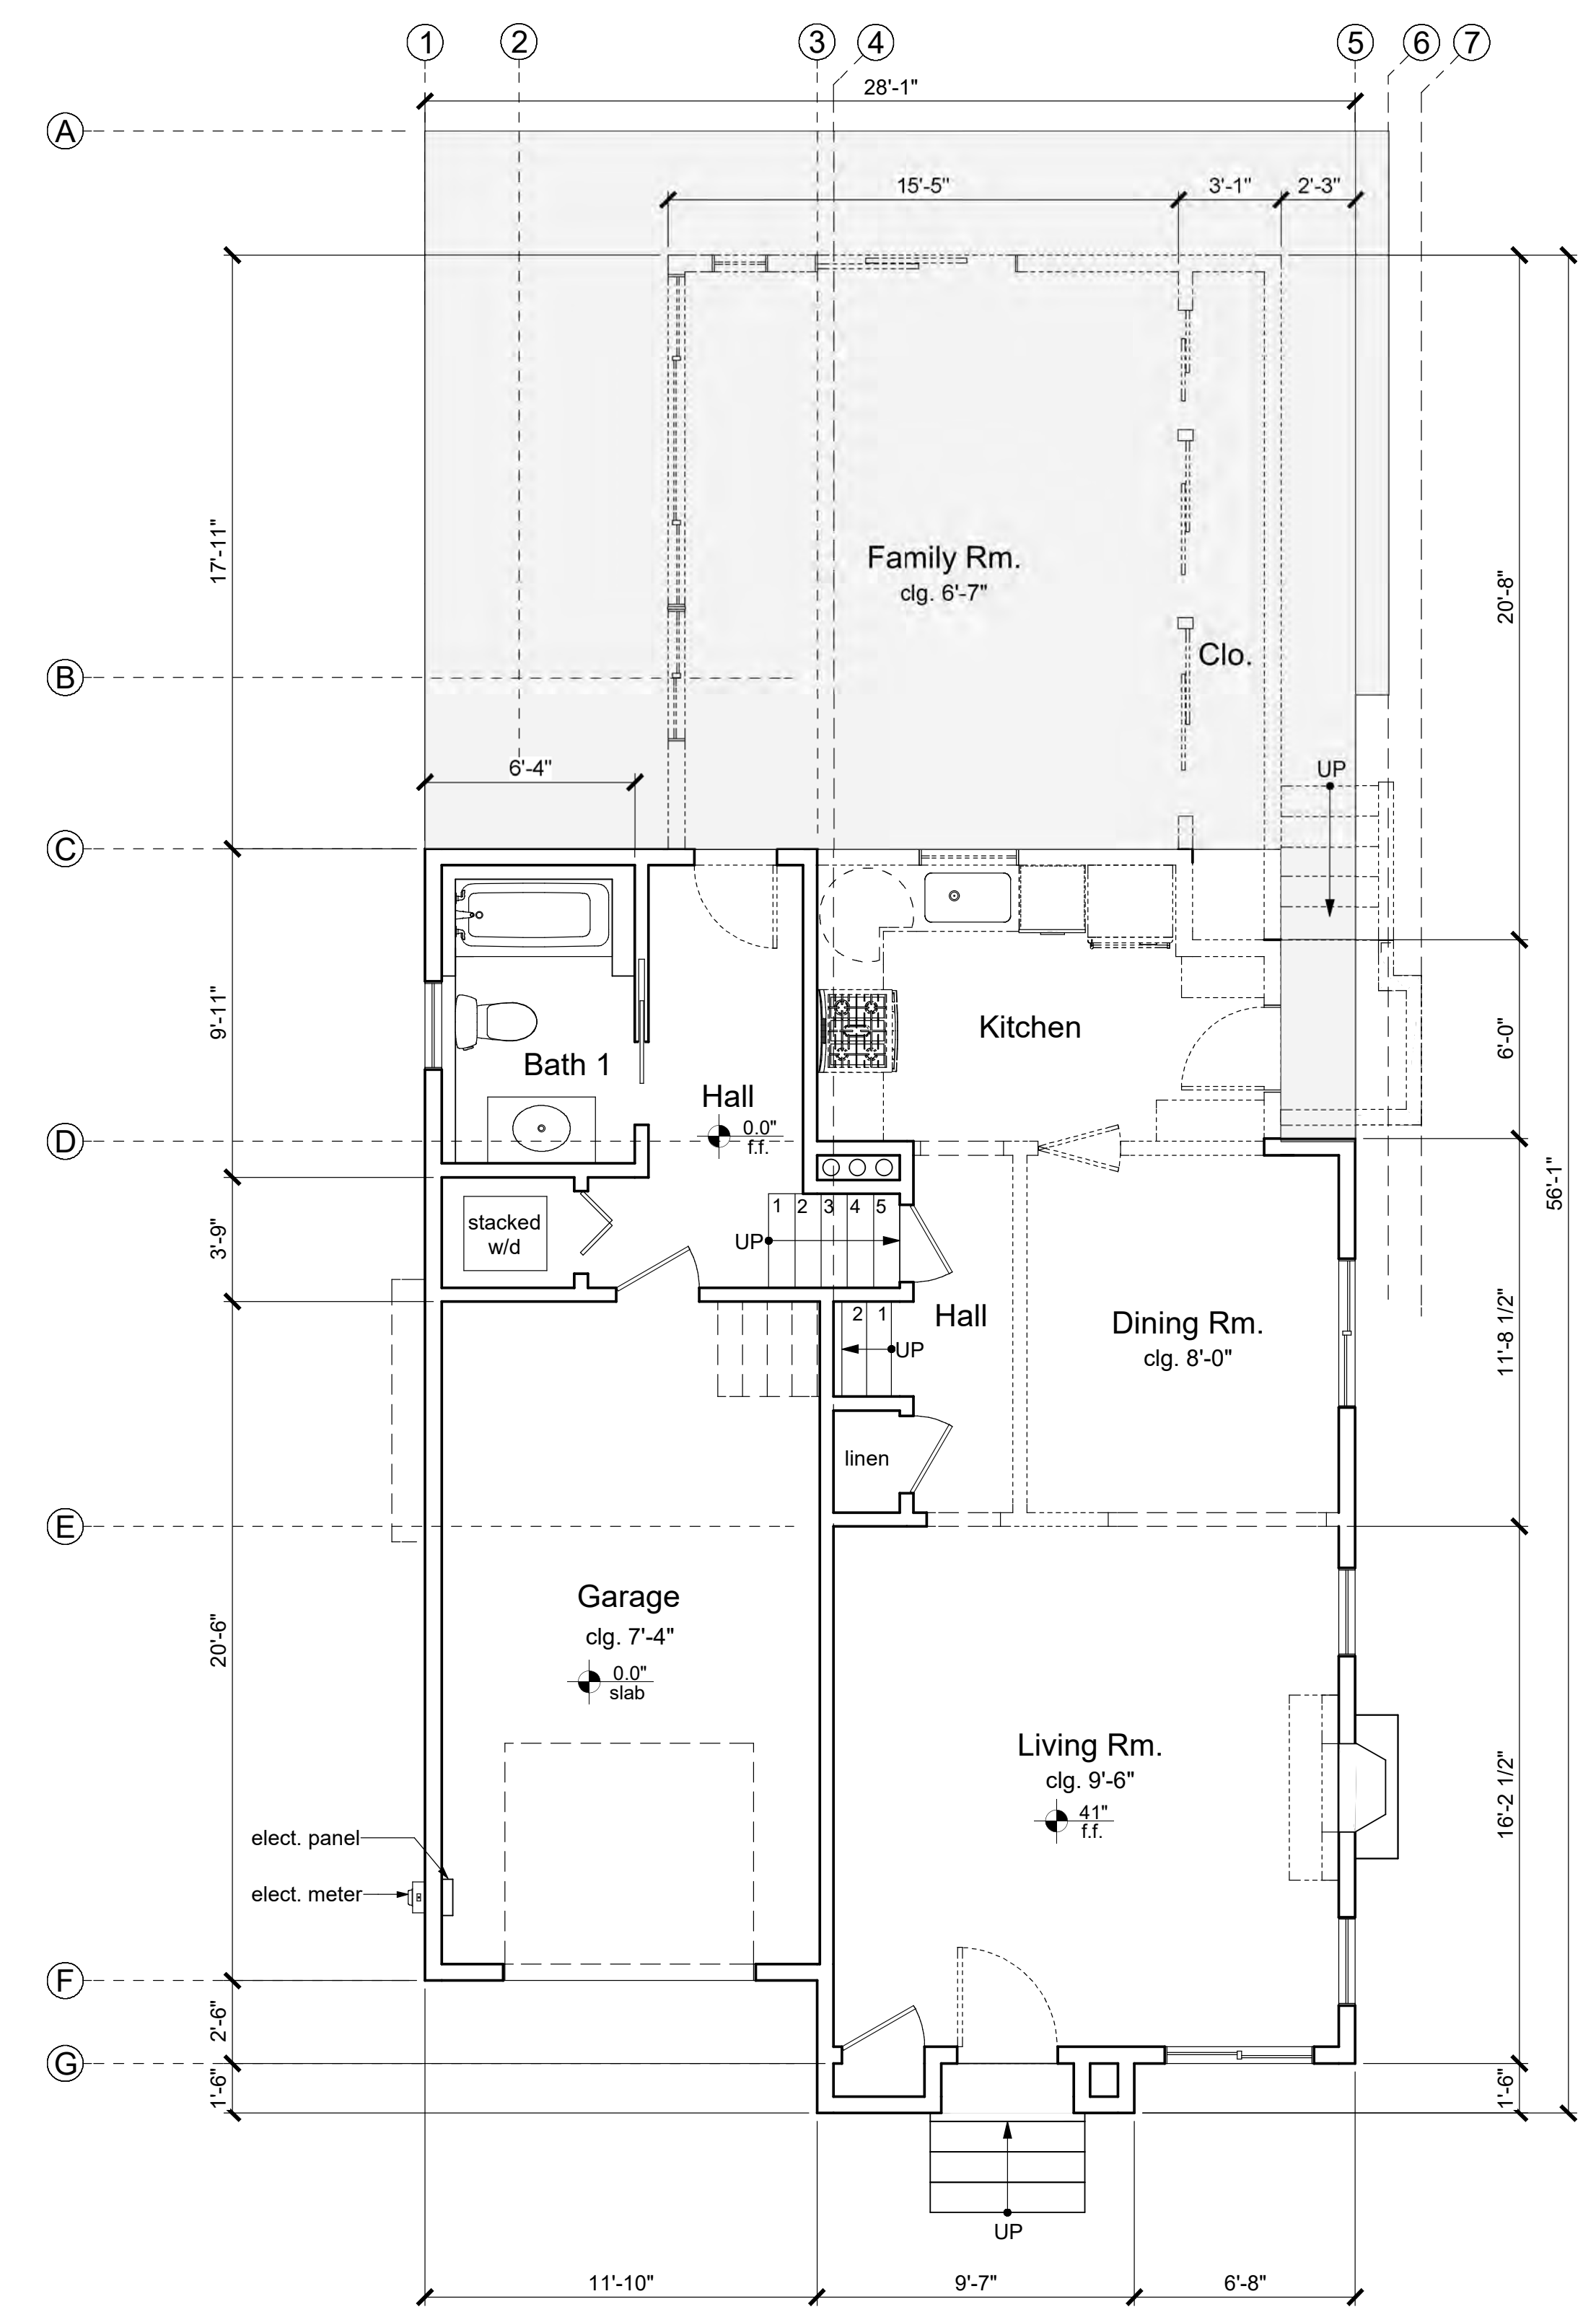 1
2
3
4
5
6
7
28'-1"
A
15'-5"
3'-1"
2'-3"
17'-11"
Family Rm.
clg. 6'-7"
20'-8"
Clo.
B
6'-4"
UP
C
9'-11"
Kitchen
6'-0"
Bath 1
Hall
0.0"
f.f.
D
56'-1"
stacked
w/d
3'-9"
1
2
3
4
5
UP
Hall
2
1
UP
Dining Rm.
clg. 8'-0"
11'-8 1/2"
linen
E
Garage
clg. 7'-4"
0.0"
slab
20'-6"
Living Rm.
clg. 9'-6"
41"
f.f.
16'-2 1/2"
elect. panel
elect. meter
F
2'-6"
G
1'-6"
1'-6"
UP
11'-10"
9'-7"
6'-8"